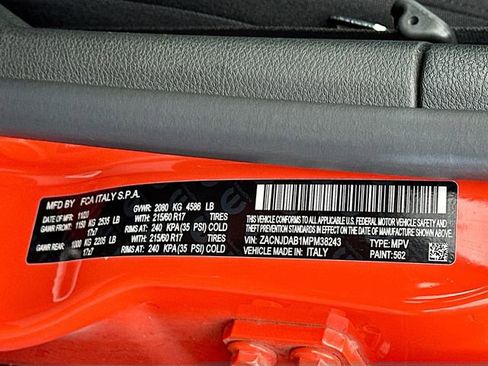 MFD BY FCA ITALY S.P.A.
DATE OF MFR: 11/20 GVWR: 2080 KG 4586 LB
GAWR FRONT: 1150 KG 2535 LB WITH: 215/60 R17 TIRES
17x7 RIMS AT: 240 KPA(35 PSI) COLD
GAWR REAR: 1000 KG 2205 LB WITH: 215/60 R17 TIRES
17x7 RIMS AT: 240 KPA(35 PSI) COLD
THIS VEHICLE CONFORMS TO ALL APPLICABLE U.S. FEDERAL MOTOR VEHICLE SAFETY, BUMPER AND THEFT PREVENTION STANDARDS IN EFFECT ON THE DATE OF MANUFACTURE SHOWN ABOVE.
VIN: ZACNJDAB1MPM38243 TYPE: MPV
VEHICLE MADE IN: ITALY PAINT: 562